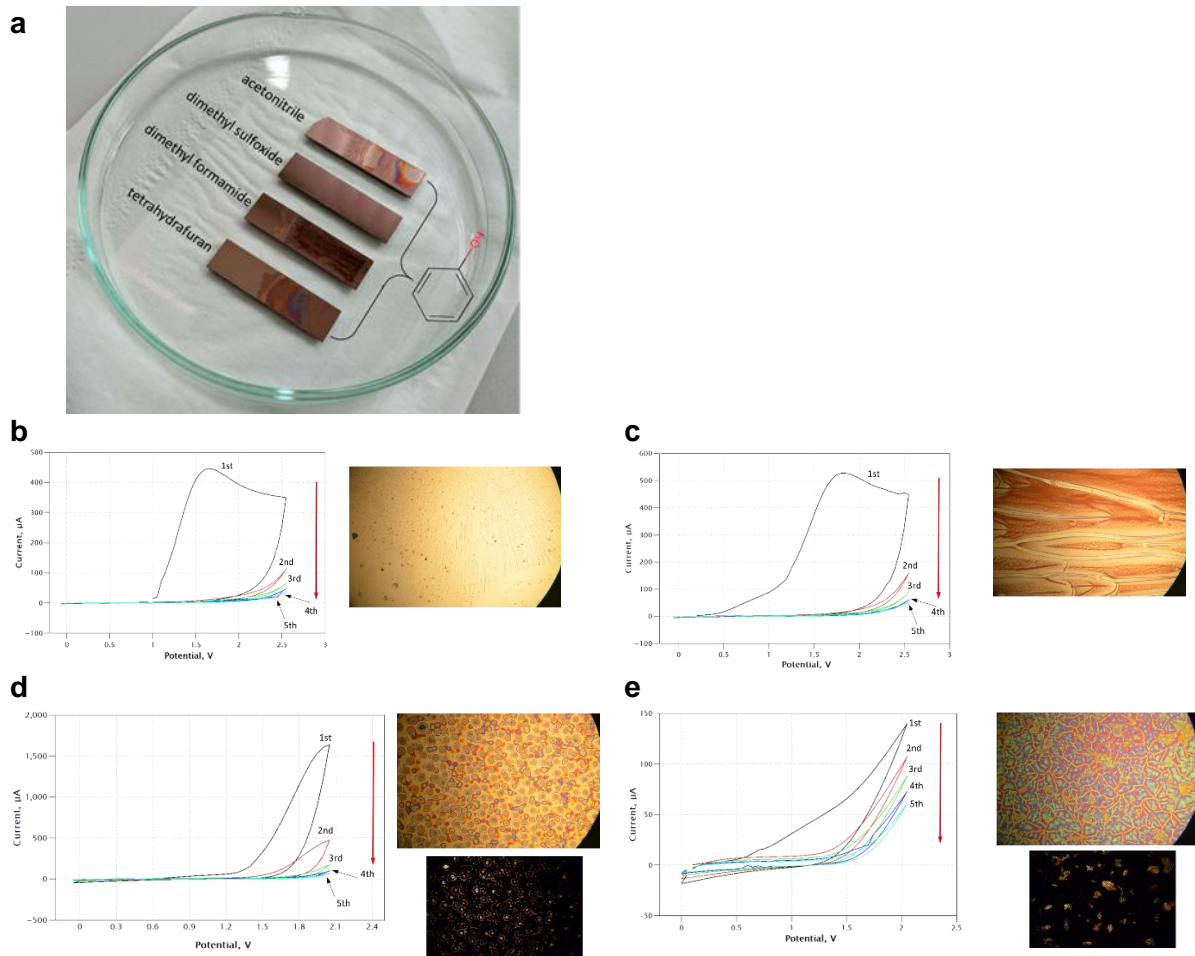 a
acetonitrile
dimethyl sulfoxide
dimethyl formamide
tetrahydrafuran
HO
b
500
400
300
200
100
0
−100
0
0.5
1
1.5
2
2.5
3
Current, μA
Potential, V
1st
2nd
3rd
4th
5th
c
600
500
400
300
200
100
0
−100
0
0.5
1
1.5
2
2.5
3
Current, μA
Potential, V
1st
2nd
3rd
4th
5th
d
2,000
1,500
1,000
500
0
−500
0
0.3
0.6
0.9
1.2
1.5
1.8
2.1
2.4
Current, μA
Potential, V
1st
2nd
3rd
4th
5th
e
150
100
50
0
−50
0
0.5
1
1.5
2
2.5
Current, μA
Potential, V
1st
2nd
3rd
4th
5th